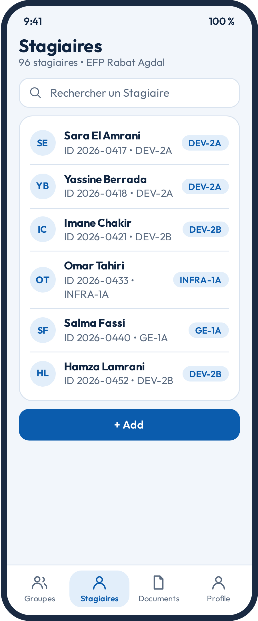 9:41
100 %
Stagiaires
96 stagiaires • EFP Rabat Agdal
Rechercher un Stagiaire
SE
Sara El Amrani
ID 2026-0417 • DEV-2A
DEV-2A
YB
Yassine Berrada
ID 2026-0418 • DEV-2A
DEV-2A
IC
Imane Chakir
ID 2026-0421 • DEV-2B
DEV-2B
OT
Omar Tahiri
ID 2026-0433 •
INFRA-1A
INFRA-1A
SF
Salma Fassi
ID 2026-0440 • GE-1A
GE-1A
HL
Hamza Lamrani
ID 2026-0452 • DEV-2B
DEV-2B
+ Add
Groupes
Stagiaires
Documents
Profile